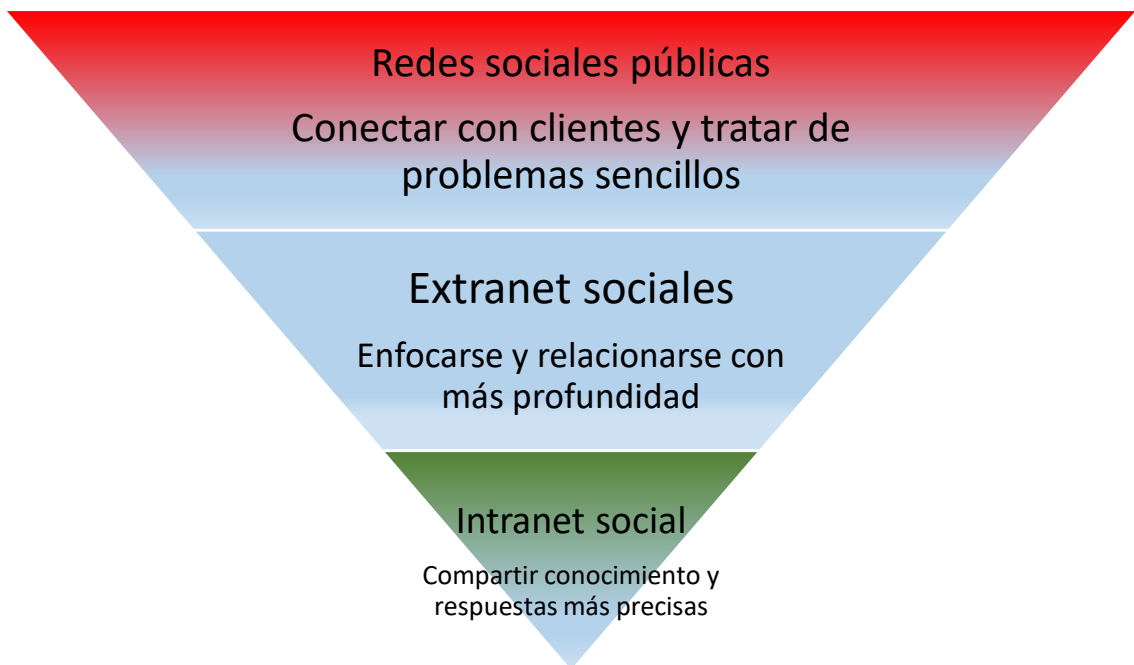 Redes sociales públicas
Conectar con clientes y tratar de
problemas sencillos
Extranet sociales
Enfocarse y relacionarse con
más profundidad
Intranet social
Compartir conocimiento y
respuestas más precisas